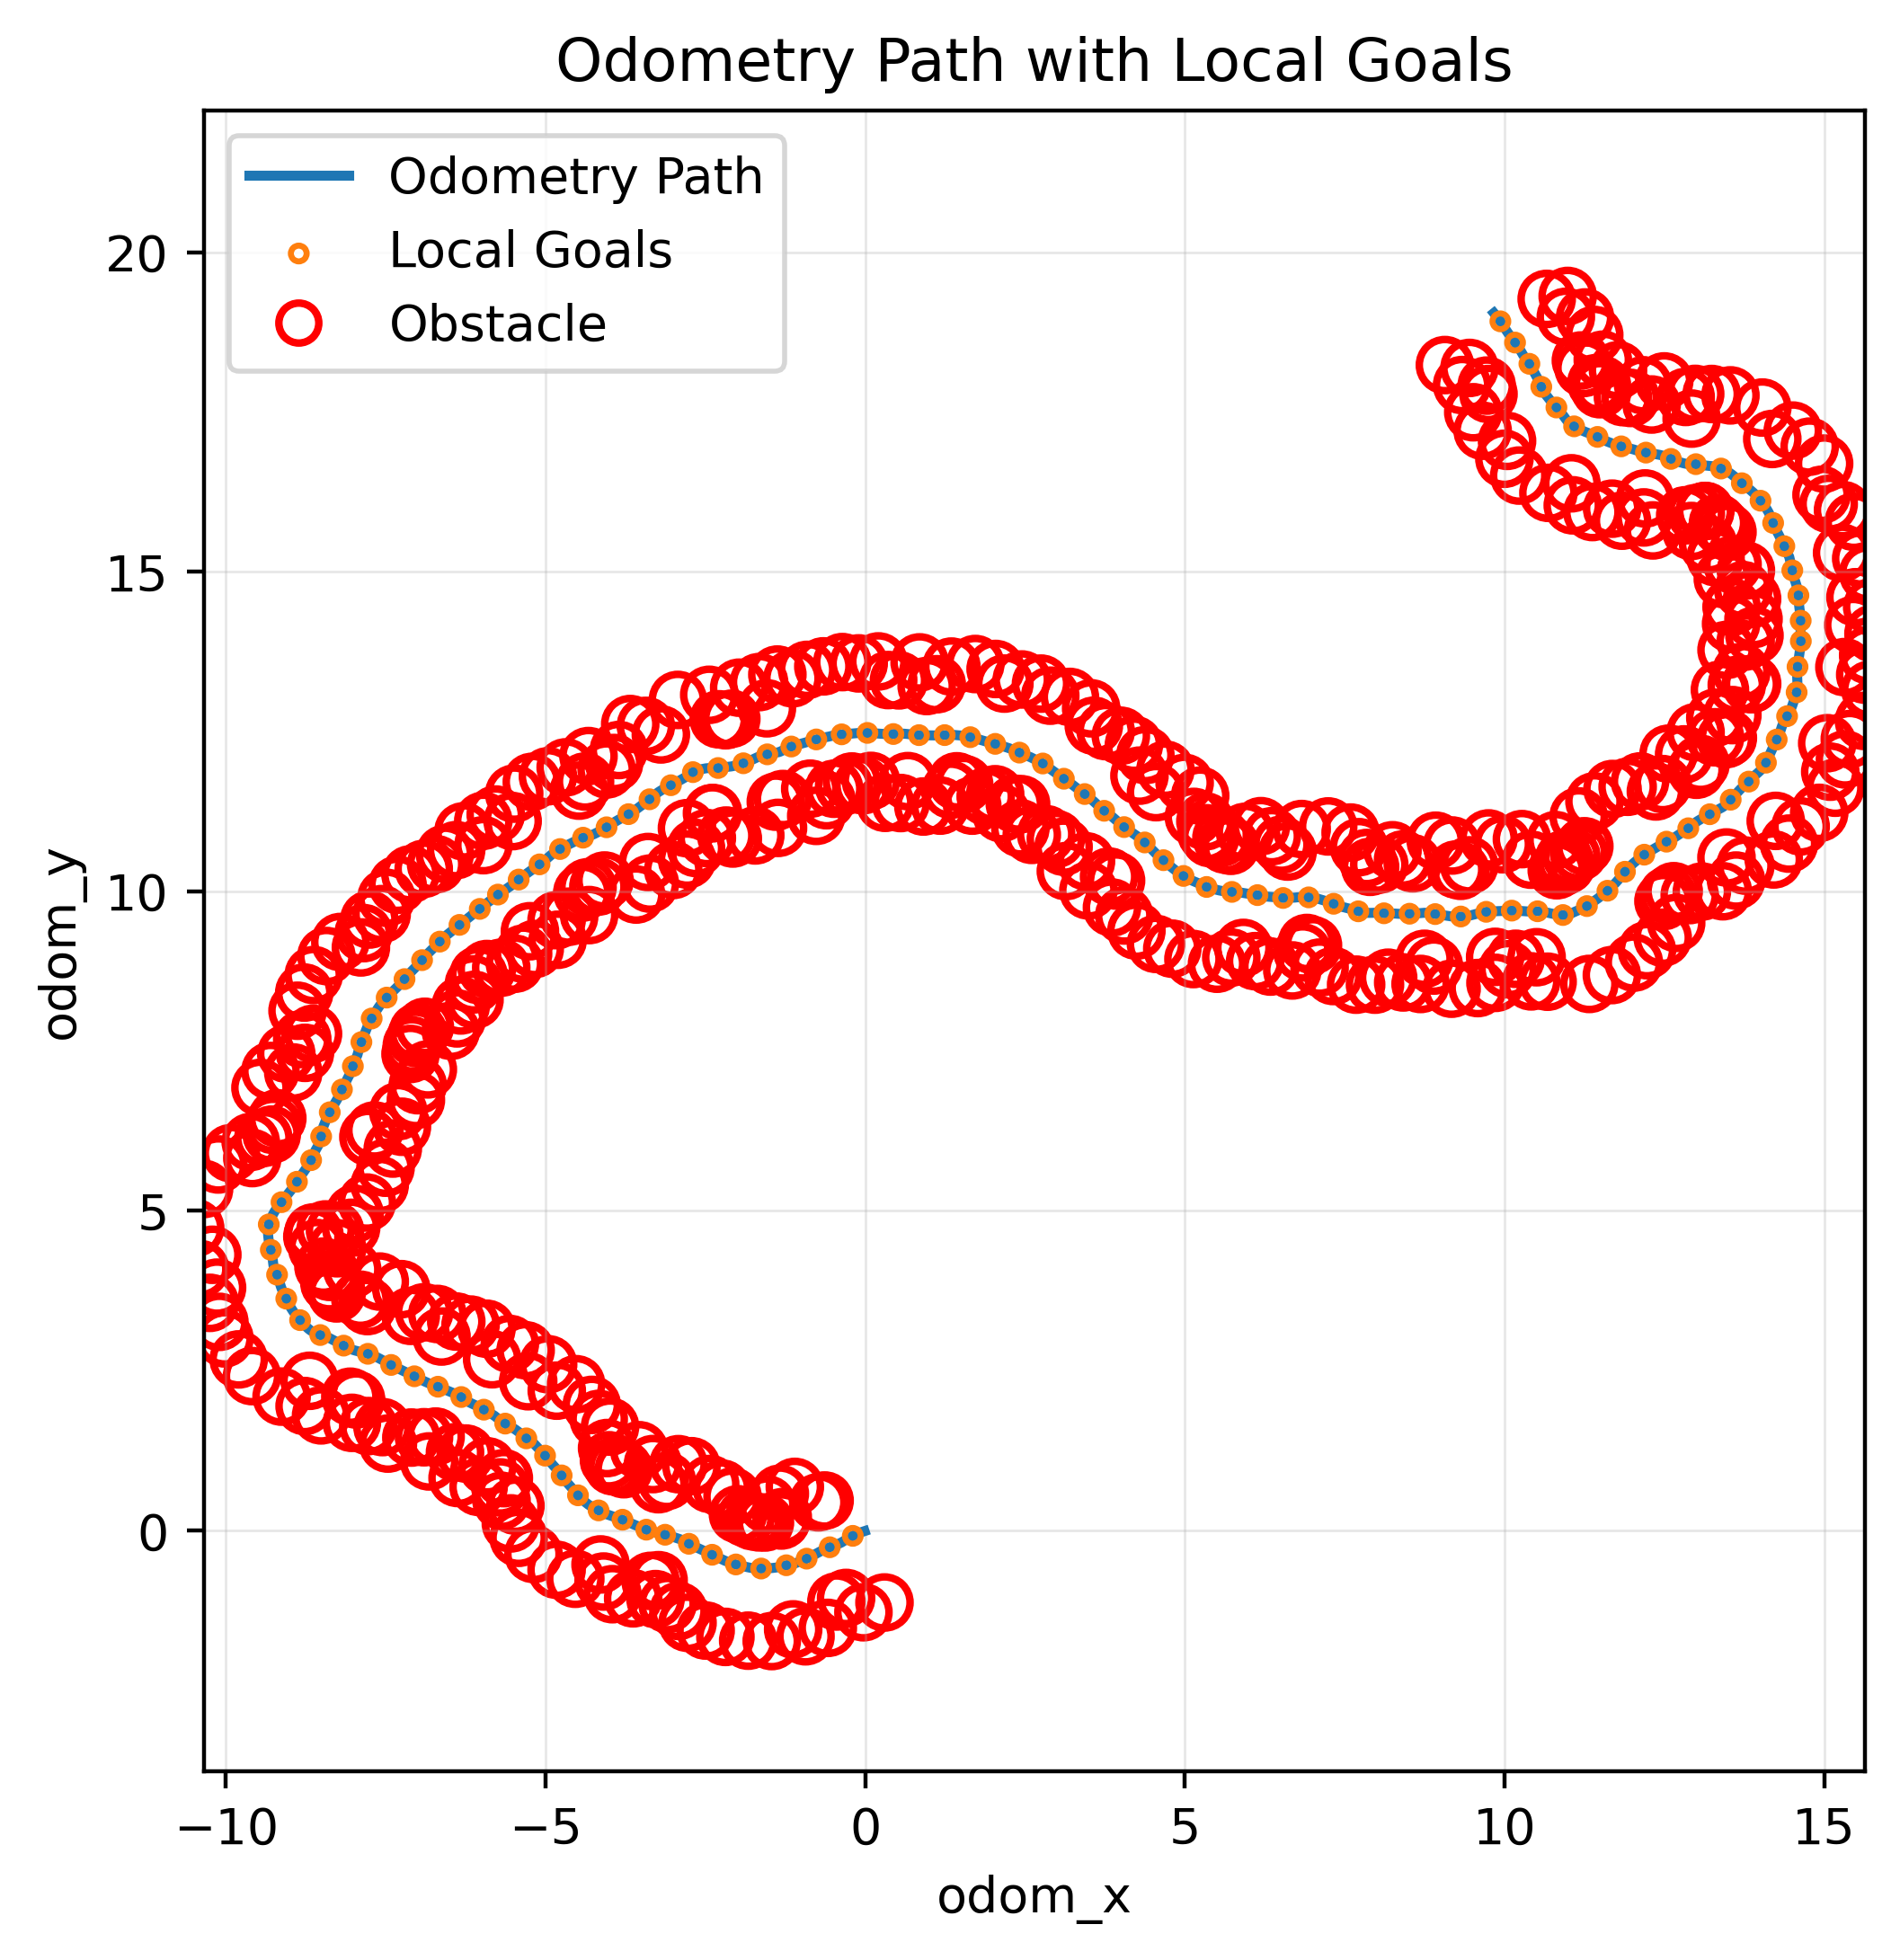 Odometry Path with Local Goals
Odometry Path
Local Goals
Obstacle
odom_y
20
15
10
5
0
−10
−5
0
5
10
15
odom_x